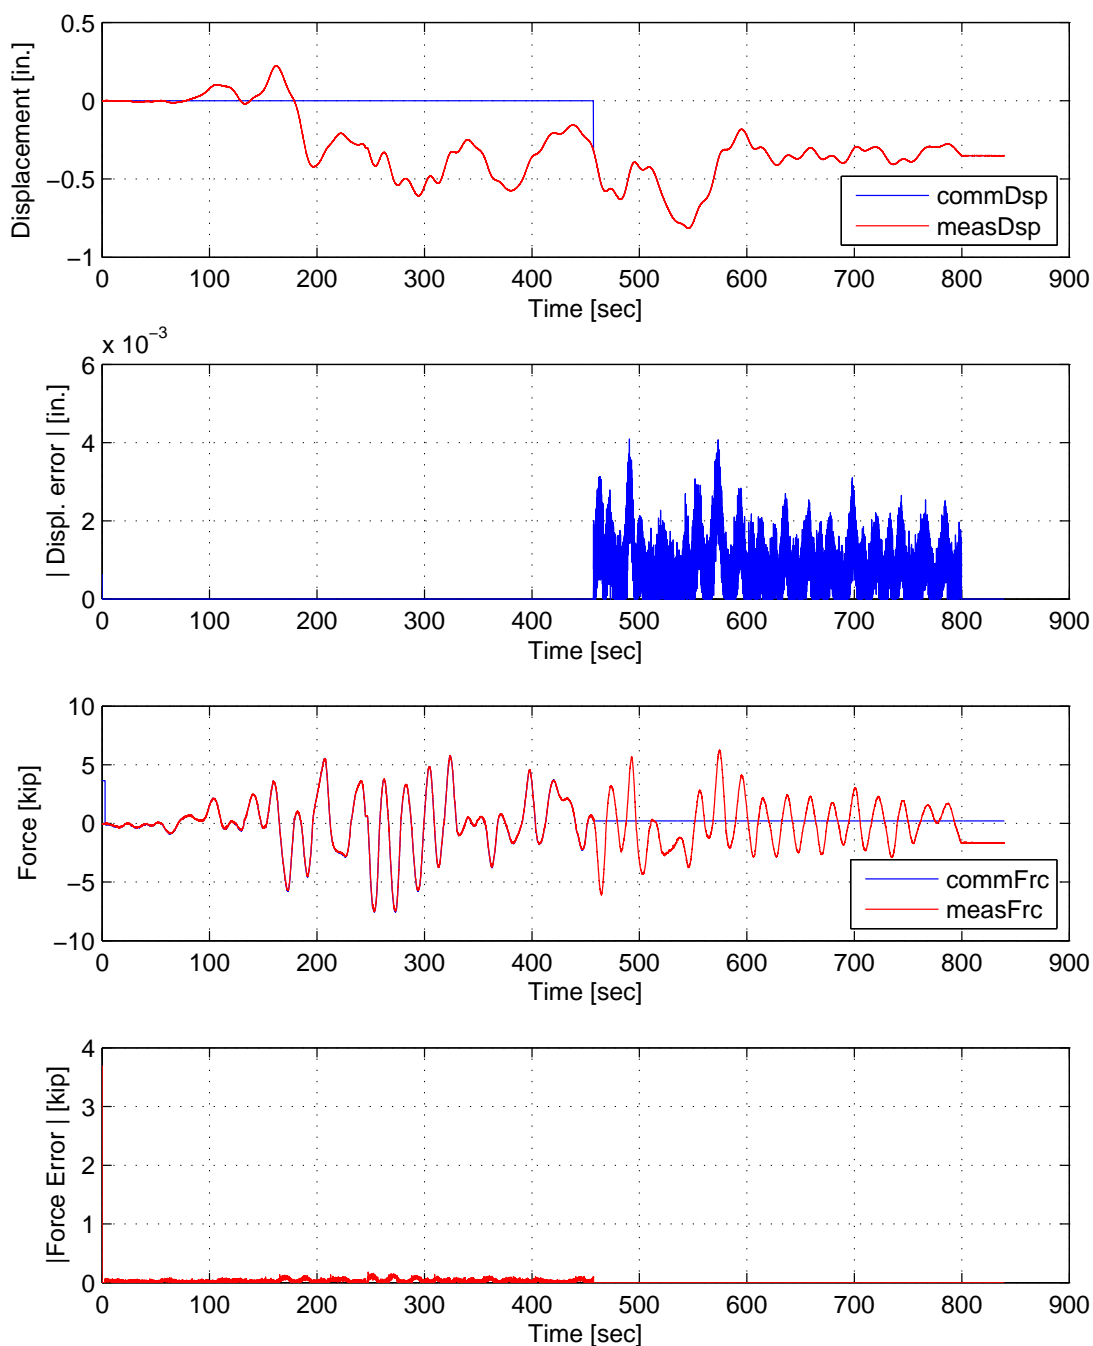 0.5
0
−0.5
−1
Displacement [in.]
commDsp
measDsp
0 100 200 300 400 500 600 700 800 900
Time [sec]
x 10−3
6
4
2
0
| Displ. error | [in.]
0 100 200 300 400 500 600 700 800 900
Time [sec]
10
5
0
−5
−10
Force [kip]
commFrc
measFrc
0 100 200 300 400 500 600 700 800 900
Time [sec]
4
3
2
1
0
|Force Error | [kip]
0 100 200 300 400 500 600 700 800 900
Time [sec]